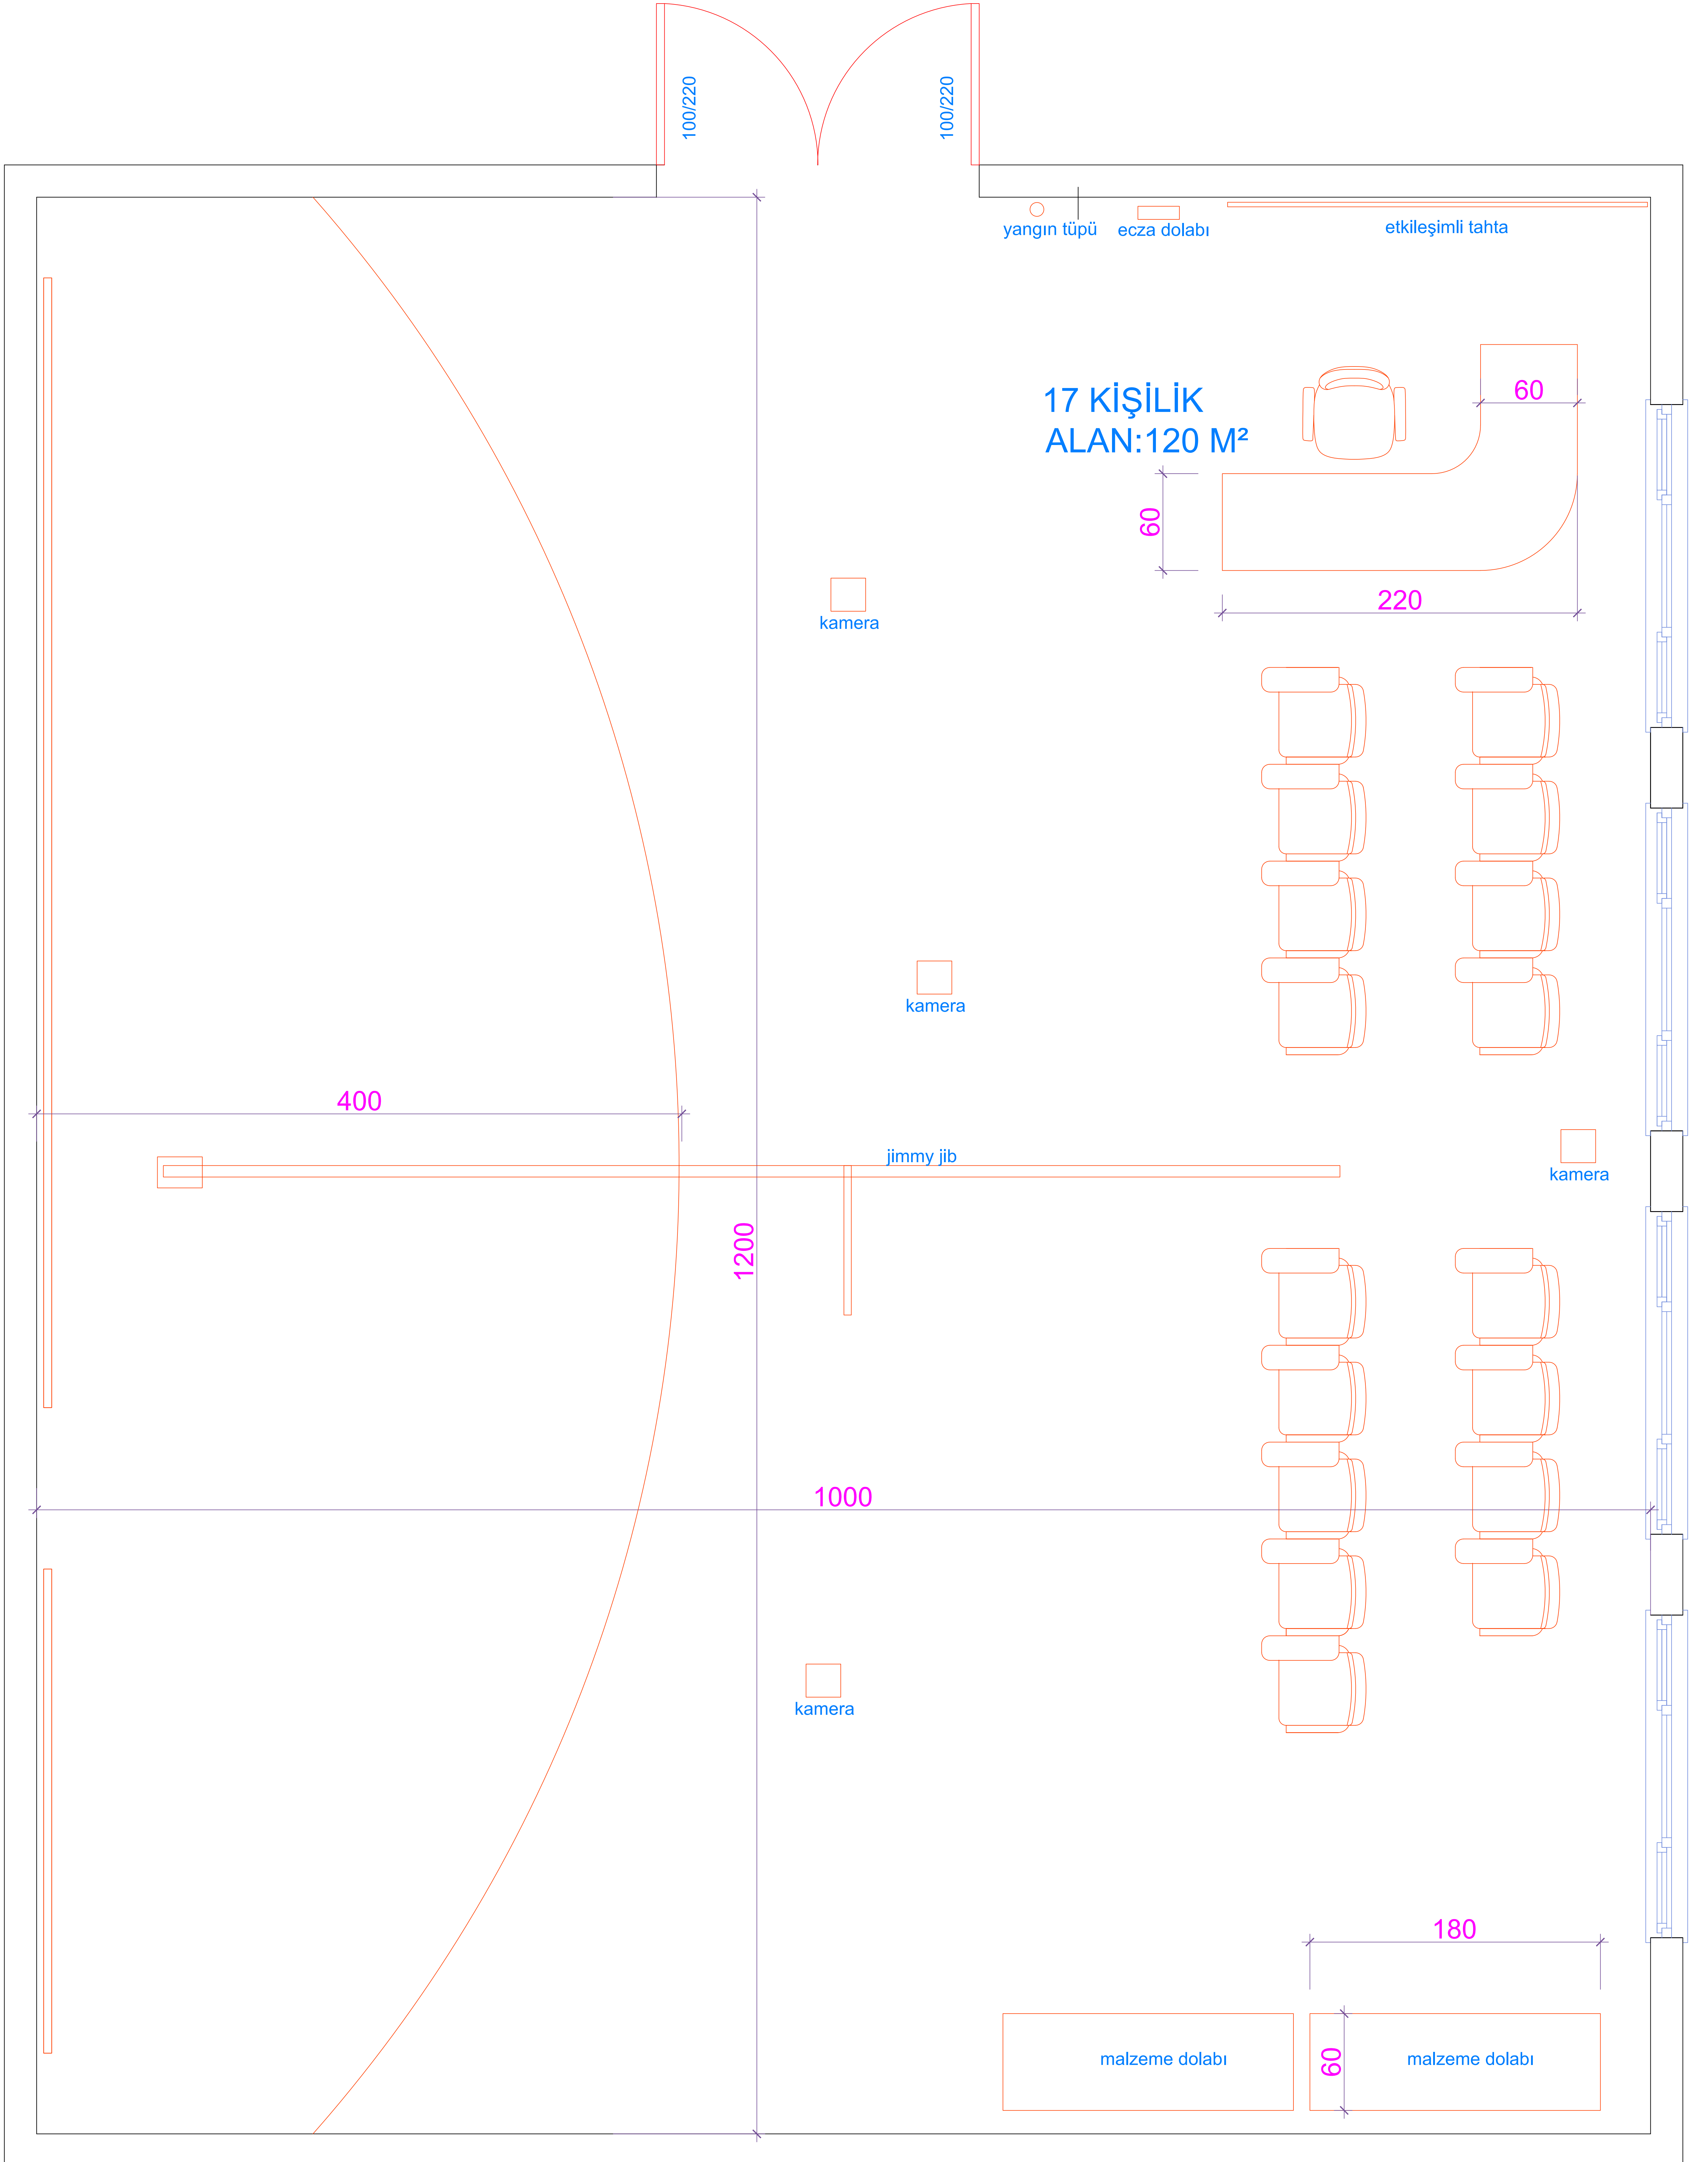 100/220
100/220
yangın tüpü
ecza dolabı
etkileşimli tahta
17 KİŞİLİK
ALAN:120 M²
60
60
220
kamera
kamera
400
jimmy jib
kamera
1200
1000
kamera
180
malzeme dolabı
60
malzeme dolabı